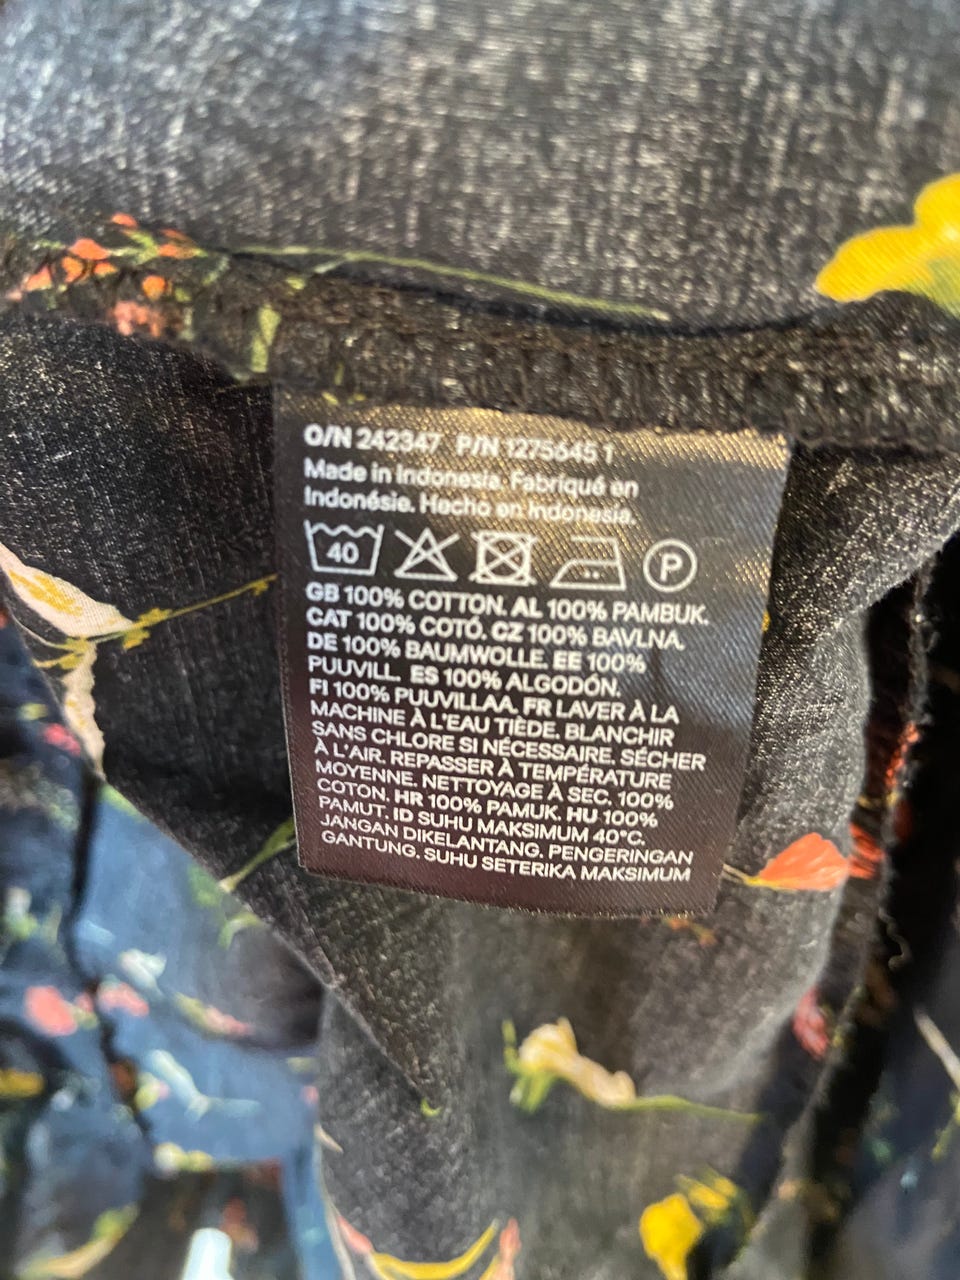 O/N 242347 P/N 1275645 1
Made in Indonesia. Fabriqué en
Indonésie. Hecho en Indonesia.
40 P
GB 100% COTTON. AL 100% PAMBUK.
CAT 100% COTÓ. CZ 100% BAVLNA.
DE 100% BAUMWOLLE. EE 100%
PUUVILL. ES 100% ALGODÓN.
FI 100% PUUVILLAA. FR LAVER À LA
MACHINE À L'EAU TIÈDE. BLANCHIR
SANS CHLORE SI NÉCESSAIRE. SÉCHER
À L'AIR. REPASSER À TEMPÉRATURE
MOYENNE. NETTOYAGE À SEC. 100%
COTON. HR 100% PAMUK. HU 100%
PAMUT. ID SUHU MAKSIMUM 40°C.
JANGAN DIKELANTANG. PENGERINGAN
GANTUNG. SUHU SETERIKA MAKSIMUM